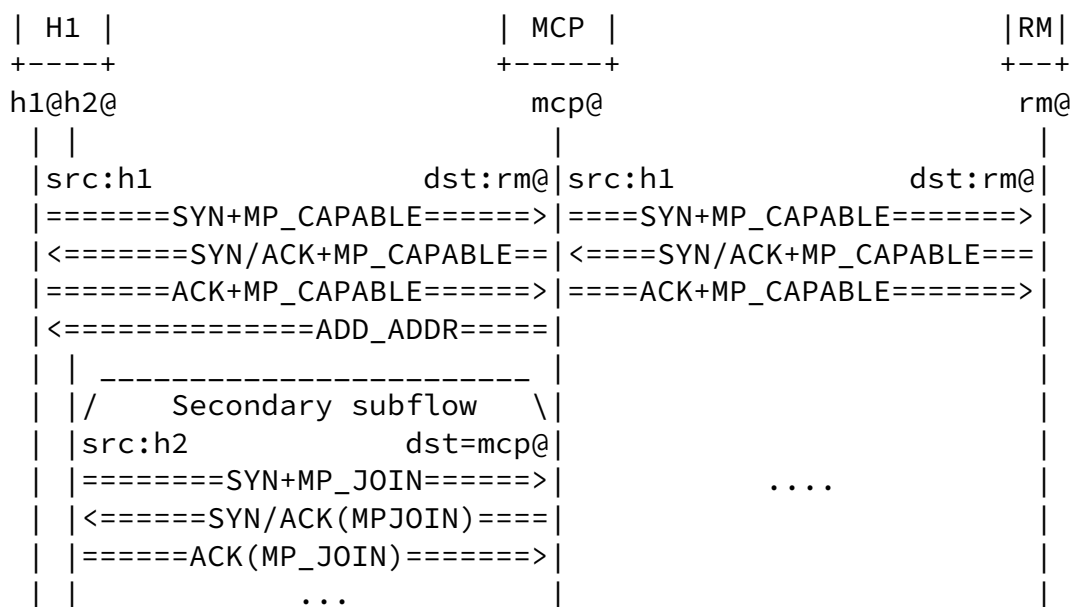 | H1 |                     | MCP |                     |RM|
+----+                     +-----+                     +--+
h1@h2@                       mcp@                       rm@
 | |                          |                          |
 |src:h1               dst:rm@|src:h1             dst:rm@|
 |=======SYN+MP_CAPABLE======>|====SYN+MP_CAPABLE=======>|
 |<=======SYN/ACK+MP_CAPABLE==|<====SYN/ACK+MP_CAPABLE===|
 |=======ACK+MP_CAPABLE======>|====ACK+MP_CAPABLE=======>|
 |<==============ADD_ADDR=====|                          |
 | | ________________________ |                          |
 | |/    Secondary subflow   \|                          |
 | |src:h2            dst=mcp@|                          |
 | |========SYN+MP_JOIN======>|            ....          |
 | |<======SYN/ACK(MPJOIN)====|                          |
 | |======ACK(MP_JOIN)=======>|                          |
 | |            ...           |                          |